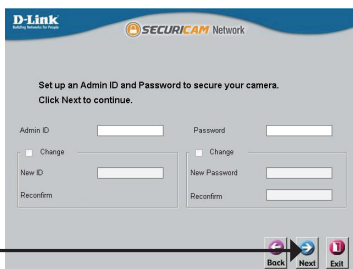 D-Link
Building Networks for People
SECURICAM Network
Set up an Admin ID and Password to secure your camera.
Click Next to continue.
Admin ID
Password
Change
Change
New ID
New Password
Reconfirm
Reconfirm
Back
Next
Exit